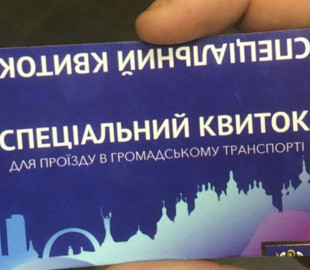 СПЕЦІАЛЬНИЙ КВИТОК
СПЕЦІАЛЬНИЙ КВИТОК
ДЛЯ ПРОЇЗДУ В ГРОМАДСЬКОМУ ТРАНСПОРТІ